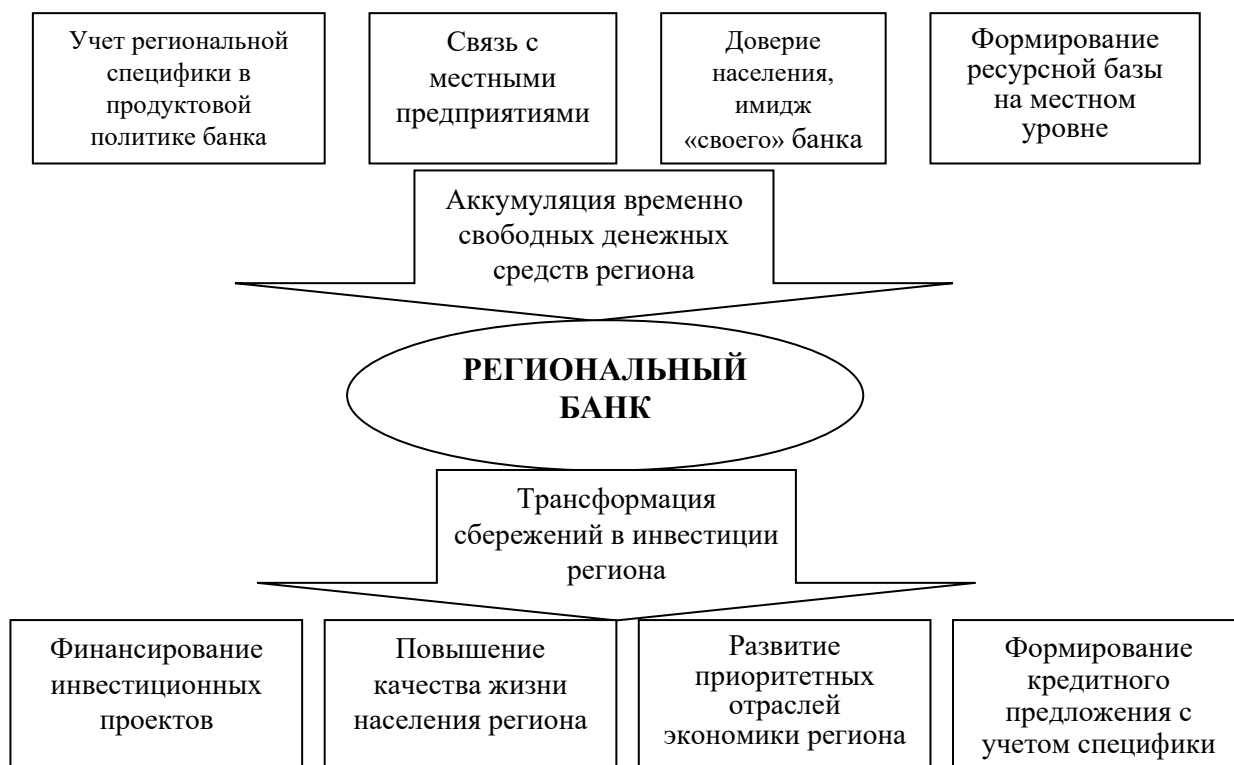 Учет региональной
специфики в
продуктовой
политике банка
Связь с
местными
предприятиями
Доверие
населения,
имидж
«своего» банка
Формирование
ресурсной базы
на местном
уровне
Аккумуляция временно
свободных денежных
средств региона
РЕГИОНАЛЬНЫЙ
БАНК
Трансформация
сбережений в инвестиции
региона
Финансирование
инвестиционных
проектов
Повышение
качества жизни
населения региона
Развитие
приоритетных
отраслей
экономики региона
Формирование
кредитного
предложения с
учетом специфики